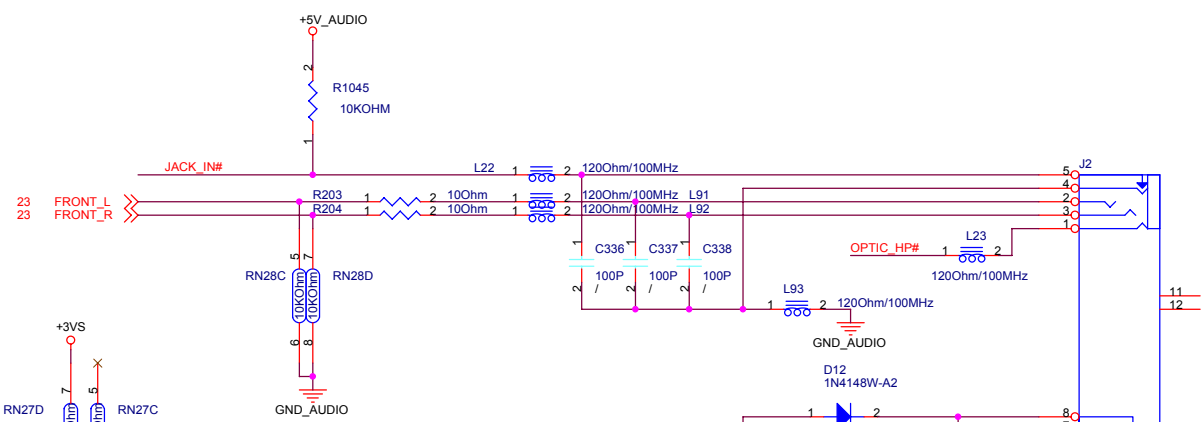 +5V_AUDIO
2
R1045
10KOHM
1
JACK_IN#
L22 1 2 120Ohm/100MHz
5 J2
4
23 FRONT_L R203 1 2 10Ohm 1 2 120Ohm/100MHz L91 2
23 FRONT_R R204 1 2 10Ohm 1 2 120Ohm/100MHz L92 3
1
L23
OPTIC_HP# 1 2
120Ohm/100MHz
1 C336 1 C337 1 C338
100P 100P 100P
2 / 2 / 2 /
5 7
RN28C 10KOhm 10KOhm RN28D
6 8
GND_AUDIO
L93
1 2 120Ohm/100MHz
GND_AUDIO
11
12
+3VS
7 5
RN27D RN27C
D12
1N4148W-A2
1 2
8